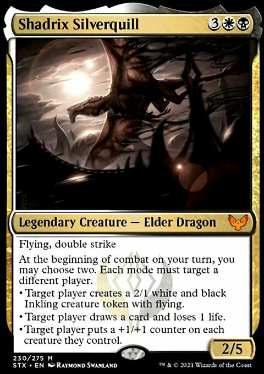 Shadrix Silverquill 3
Legendary Creature — Elder Dragon
Flying, double strike
At the beginning of combat on your turn, you
may choose two. Each mode must target a
different player.
•Target player creates a 2/1 white and black
Inkling creature token with flying.
•Target player draws a card and loses 1 life.
•Target player puts a +1/+1 counter on each
creature they control.
2/5
230/275 M
STX • EN RAYMOND SWANLAND
™ & © 2021 Wizards of the Coast